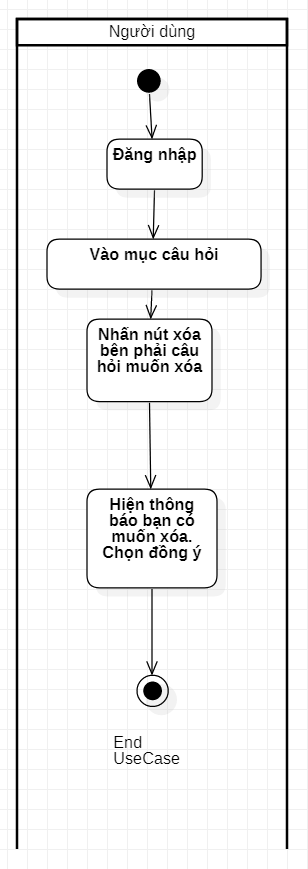 Người dùng
Đăng nhập
Vào mục câu hỏi
Nhấn nút xóa
bên phải câu
hỏi muốn xóa
Hiện thông
báo bạn có
muốn xóa.
Chọn đồng ý
End
UseCase